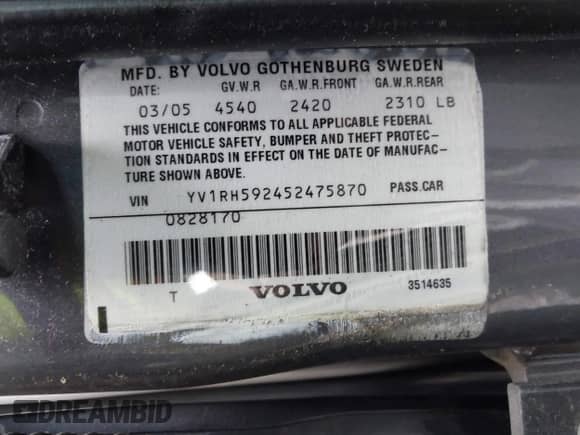 MFD. BY VOLVO GOTHENBURG SWEDEN
DATE: GV.W.R GA.W.R.FRONT GA.W.R.REAR
03/05 4540 2420 2310 LB
THIS VEHICLE CONFORMS TO ALL APPLICABLE FEDERAL
MOTOR VEHICLE SAFETY, BUMPER AND THEFT PROTEC-
TION STANDARDS IN EFFECT ON THE DATE OF MANUFAC-
TURE SHOWN ABOVE.
VIN YV1RH592452475870 PASS.CAR
0828170
T VOLVO 3514635
DREAMBID